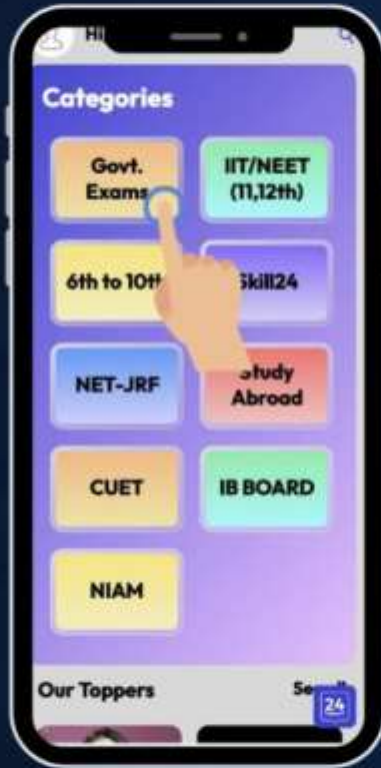 Hi
Categories
Govt.
Exams
IIT/NEET
(11,12th)
6th to 10th
Skill24
NET-JRF
Study
Abroad
CUET
IB BOARD
NIAM
Our Toppers
24